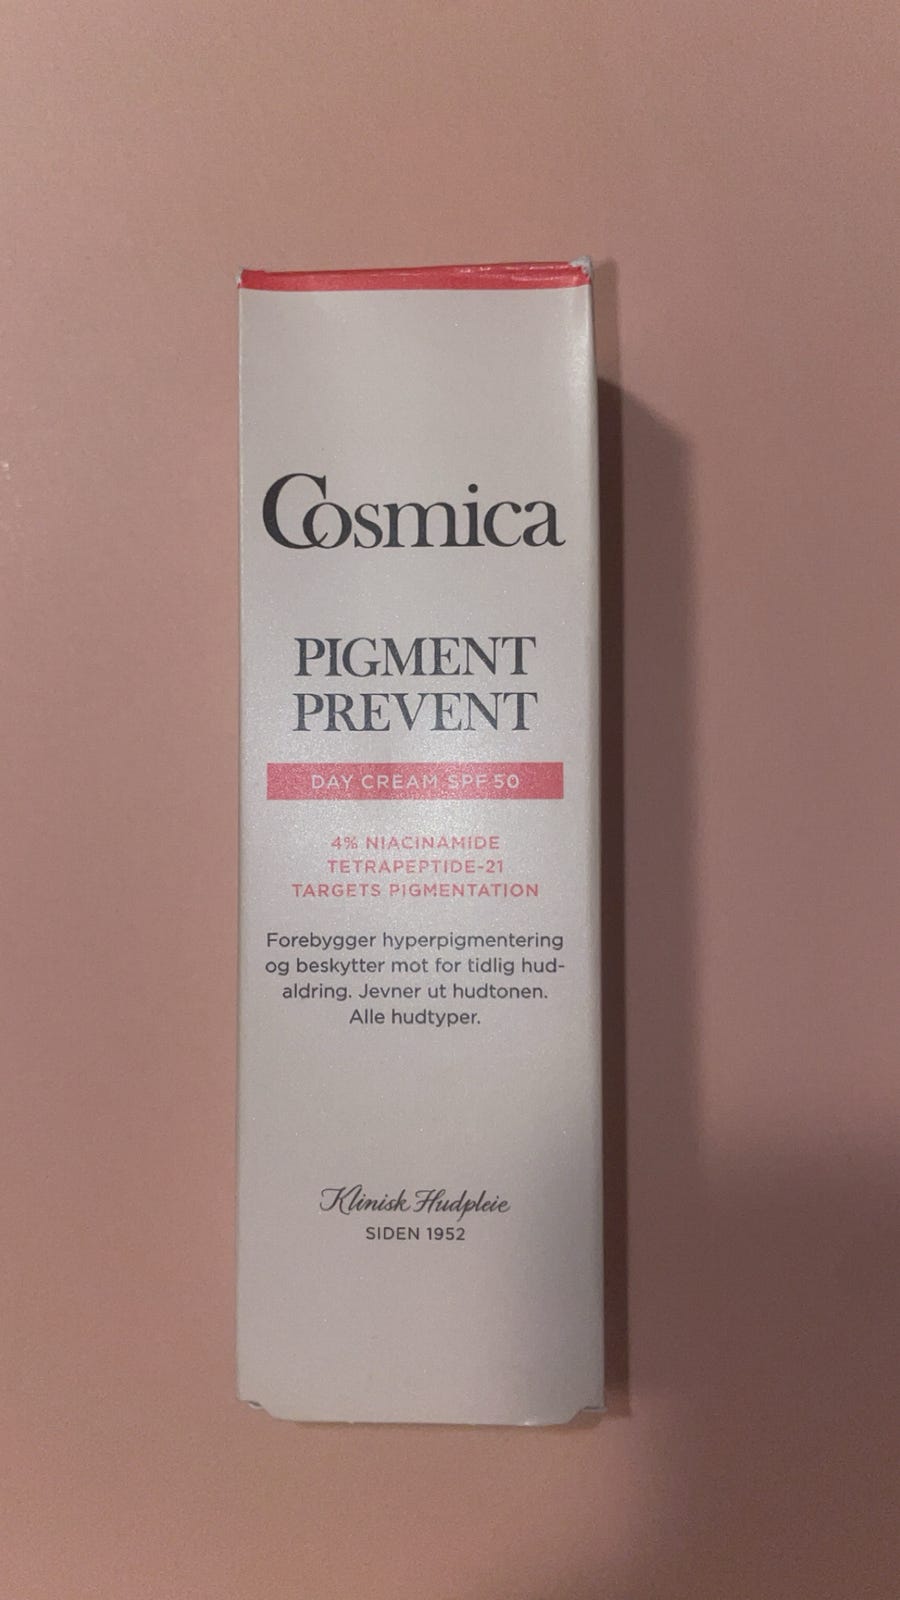 Cosmica
PIGMENT
PREVENT
DAY CREAM SPF 50
4% NIACINAMIDE
TETRAPEPTIDE-21
TARGETS PIGMENTATION
Forebygger hyperpigmentering
og beskytter mot for tidlig hud-
aldring. Jevner ut hudtonen.
Alle hudtyper.
Klinisk Hudpleie
SIDEN 1952